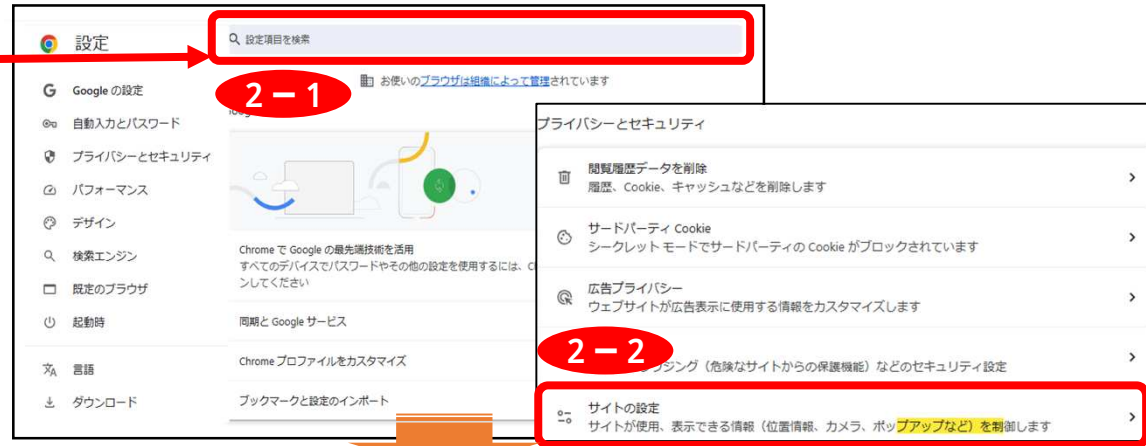 設定
設定項目を検索
2－1
お使いのブラウザは組織によって管理されています
Google の設定
自動入力とパスワード
プライバシーとセキュリティ
パフォーマンス
デザイン
検索エンジン
既定のブラウザ
起動時
言語
ダウンロード
Chrome で Google の最先端技術を活用
すべてのデバイスでパスワードやその他の設定を使用するには、
ンしてください
同期と Google サービス
Chrome プロファイルをカスタマイズ
ブックマークと設定のインポート
プライバシーとセキュリティ
閲覧履歴データを削除
履歴、Cookie、キャッシュなどを削除します
サードパーティ Cookie
シークレット モードでサードパーティの Cookie がブロックされています
広告プライバシー
ウェブサイトが広告表示に使用する情報をカスタマイズします
2－2
ジング（危険なサイトからの保護機能）などのセキュリティ設定
サイトの設定
サイトが使用、表示できる情報（位置情報、カメラ、ポップアップなど）を制御します